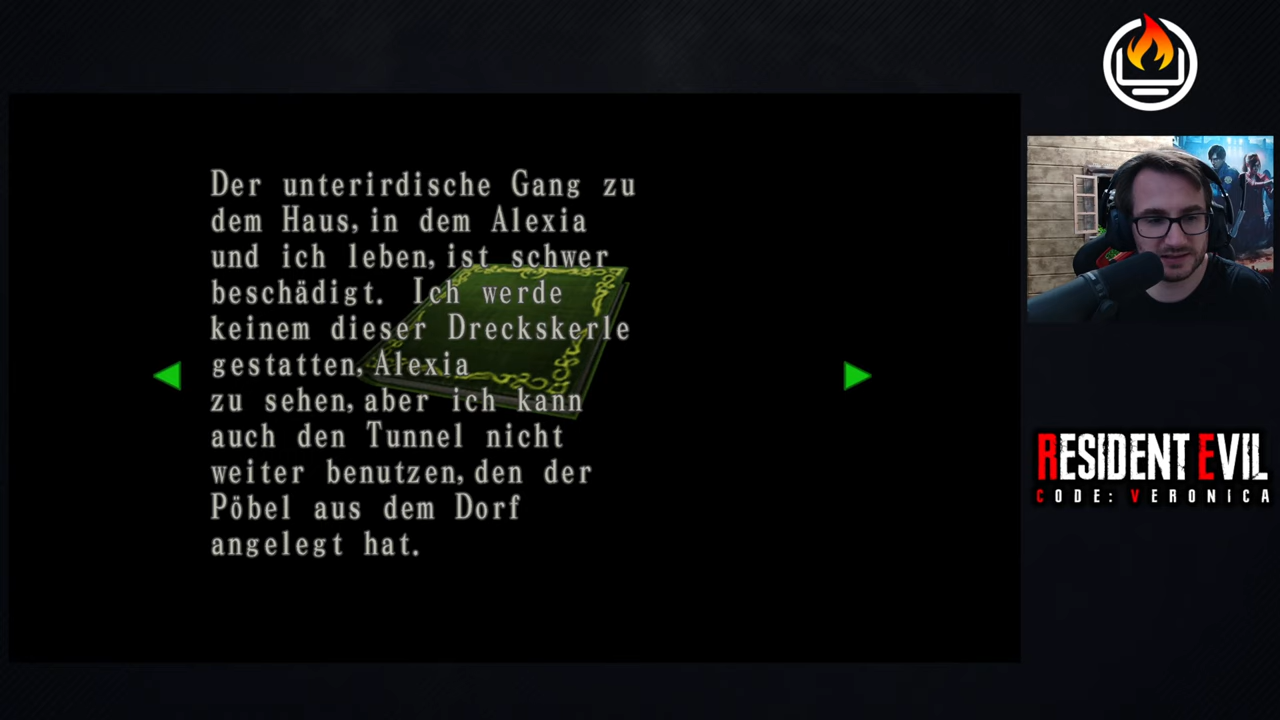 Der unterirdische Gang zu
dem Haus, in dem Alexia
und ich leben, ist schwer
beschädigt. Ich werde
keinem dieser Dreckskerle
gestatten, Alexia
zu sehen, aber ich kann
auch den Tunnel nicht
weiter benutzen, den der
Pöbel aus dem Dorf
angelegt hat.
RESIDENT EVIL
CODE: VERONICA